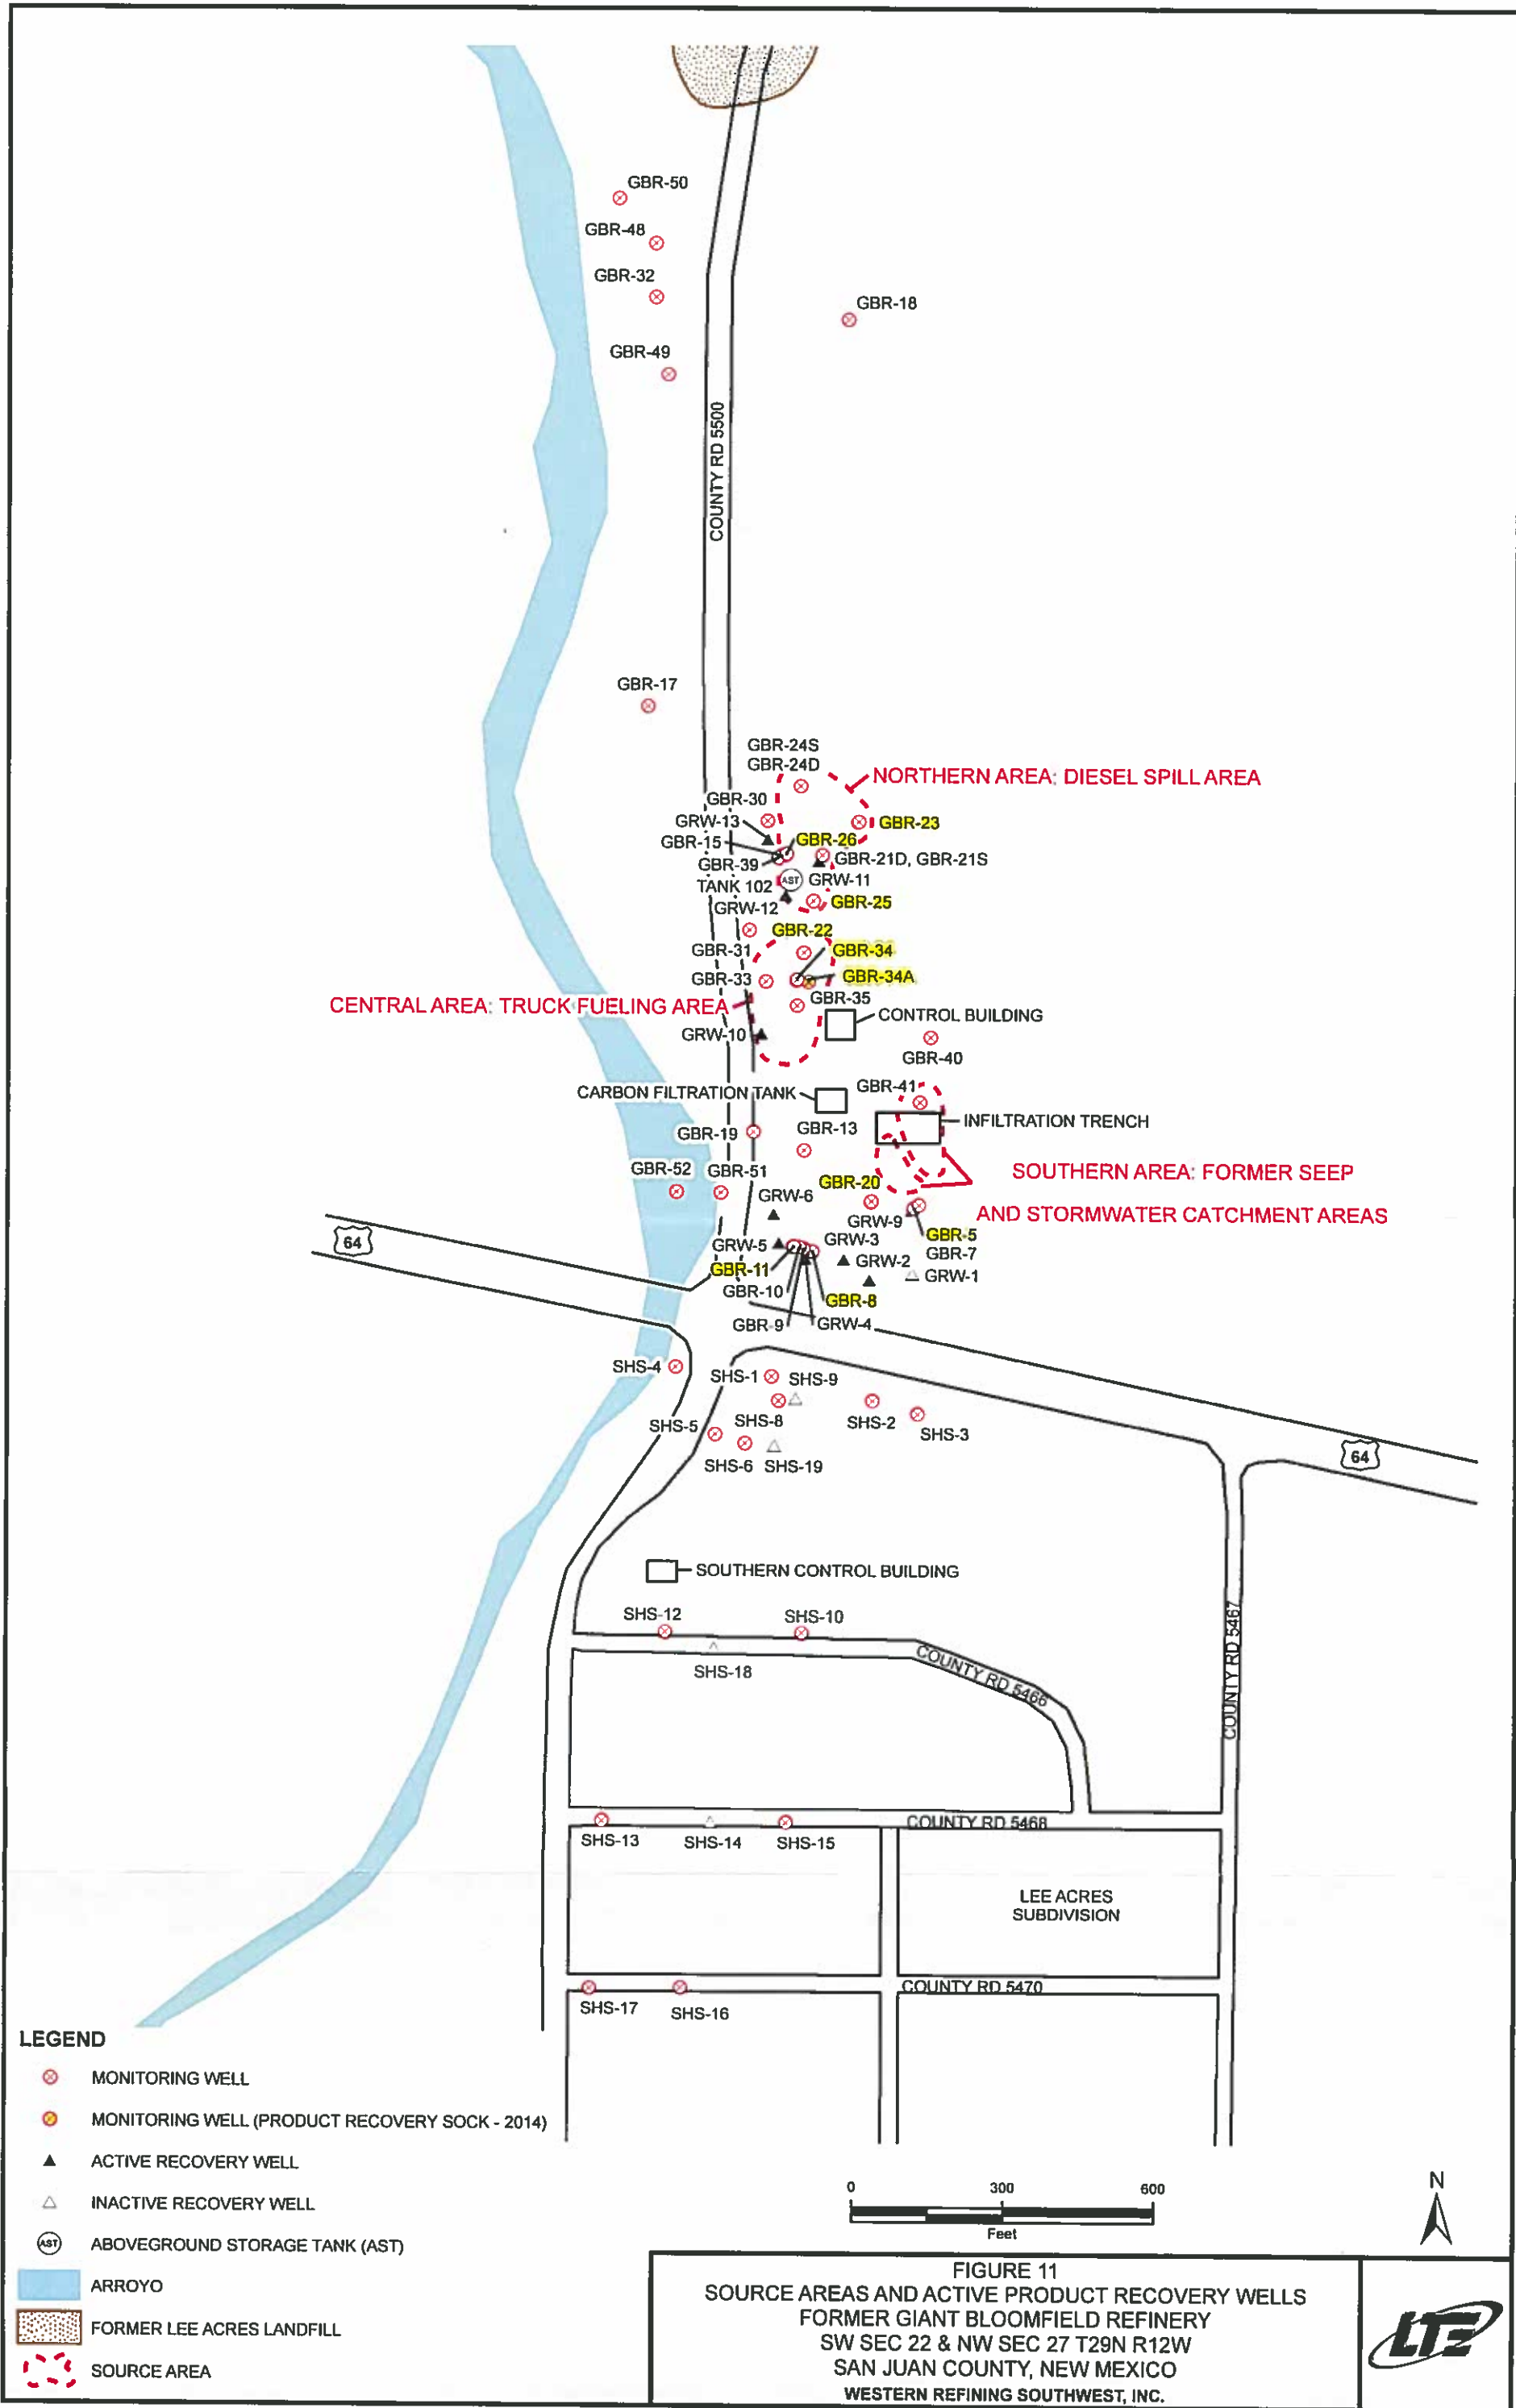 GBR-50
GBR-48
GBR-32
GBR-18
GBR-49
COUNTY RD 5500
GBR-17
GBR-24S
GBR-24D
NORTHERN AREA: DIESEL SPILL AREA
GBR-30
GRW-13
GBR-23
GBR-15
GBR-26
GBR-39
GBR-21D, GBR-21S
TANK 102
AST
GRW-11
GRW-12
GBR-25
GBR-22
GBR-31
GBR-34
GBR-33
GBR-34A
GBR-35
CENTRAL AREA: TRUCK FUELING AREA
CONTROL BUILDING
GRW-10
GBR-40
GBR-41
CARBON FILTRATION TANK
INFILTRATION TRENCH
GBR-13
GBR-19
GBR-52
GBR-51
SOUTHERN AREA: FORMER SEEP
AND STORMWATER CATCHMENT AREAS
GBR-20
GRW-6
GRW-9
GBR-5
GBR-7
64
GRW-5
GRW-3
GRW-2
GRW-1
GBR-11
GBR-10
GBR-8
GBR-9
GRW-4
SHS-4
SHS-1
SHS-9
SHS-8
SHS-2
SHS-3
SHS-5
SHS-6
SHS-19
64
SOUTHERN CONTROL BUILDING
SHS-12
SHS-10
SHS-18
COUNTY RD 5466
COUNTY RD 5467
SHS-13
SHS-14
SHS-15
COUNTY RD 5468
LEE ACRES
SUBDIVISION
COUNTY RD 5470
SHS-17
SHS-16
LEGEND
MONITORING WELL
MONITORING WELL (PRODUCT RECOVERY SOCK - 2014)
ACTIVE RECOVERY WELL
INACTIVE RECOVERY WELL
AST
ABOVEGROUND STORAGE TANK (AST)
ARROYO
FORMER LEE ACRES LANDFILL
SOURCE AREA
0 300 600
Feet
N
FIGURE 11
SOURCE AREAS AND ACTIVE PRODUCT RECOVERY WELLS
FORMER GIANT BLOOMFIELD REFINERY
SW SEC 22 & NW SEC 27 T29N R12W
SAN JUAN COUNTY, NEW MEXICO
WESTERN REFINING SOUTHWEST, INC.
LTE